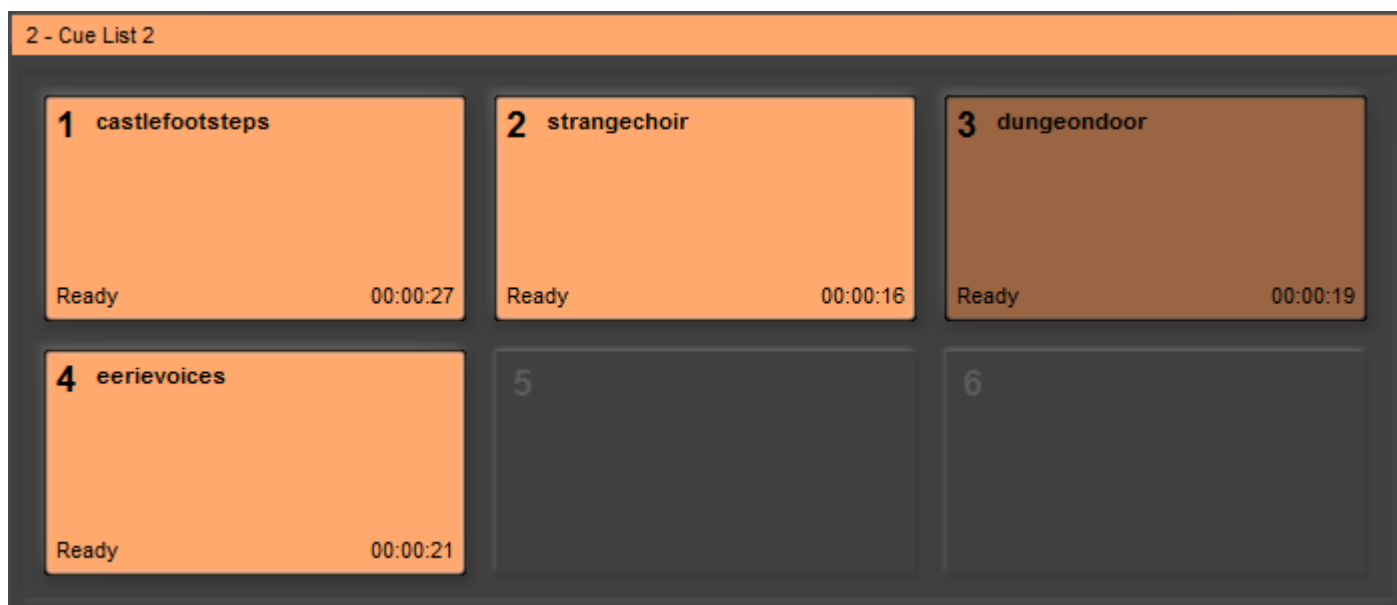 2 - Cue List 2
1 castlefootsteps
Ready 00:00:27
2 strangechoir
Ready 00:00:16
3 dungeondoor
Ready 00:00:19
4 eerievoices
Ready 00:00:21
5
6